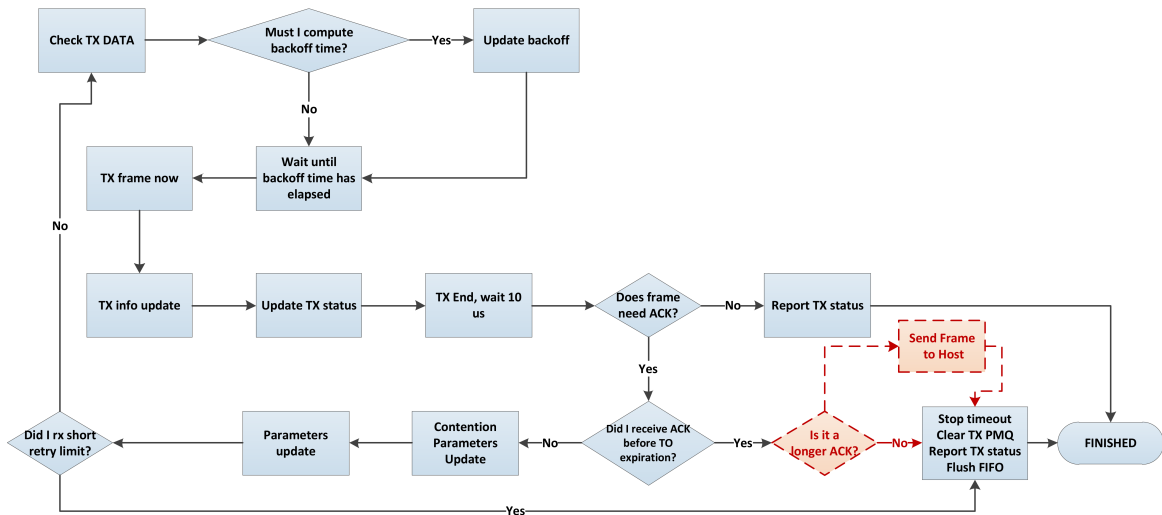 Check TX DATA
Must I compute
backoff time?
Yes
Update backoff
No
TX frame now
Wait until
backoff time has
elapsed
No
TX info update
Update TX status
TX End, wait 10
us
Does frame
need ACK?
No
Report TX status
Send Frame
to Host
Yes
Did I rx short
retry limit?
Parameters
update
Contention
Parameters
Update
No
Did I receive ACK
before TO
expiration?
Yes
Is it a
longer ACK?
No
Stop timeout
Clear TX PMQ
Report TX status
Flush FIFO
FINISHED
Yes